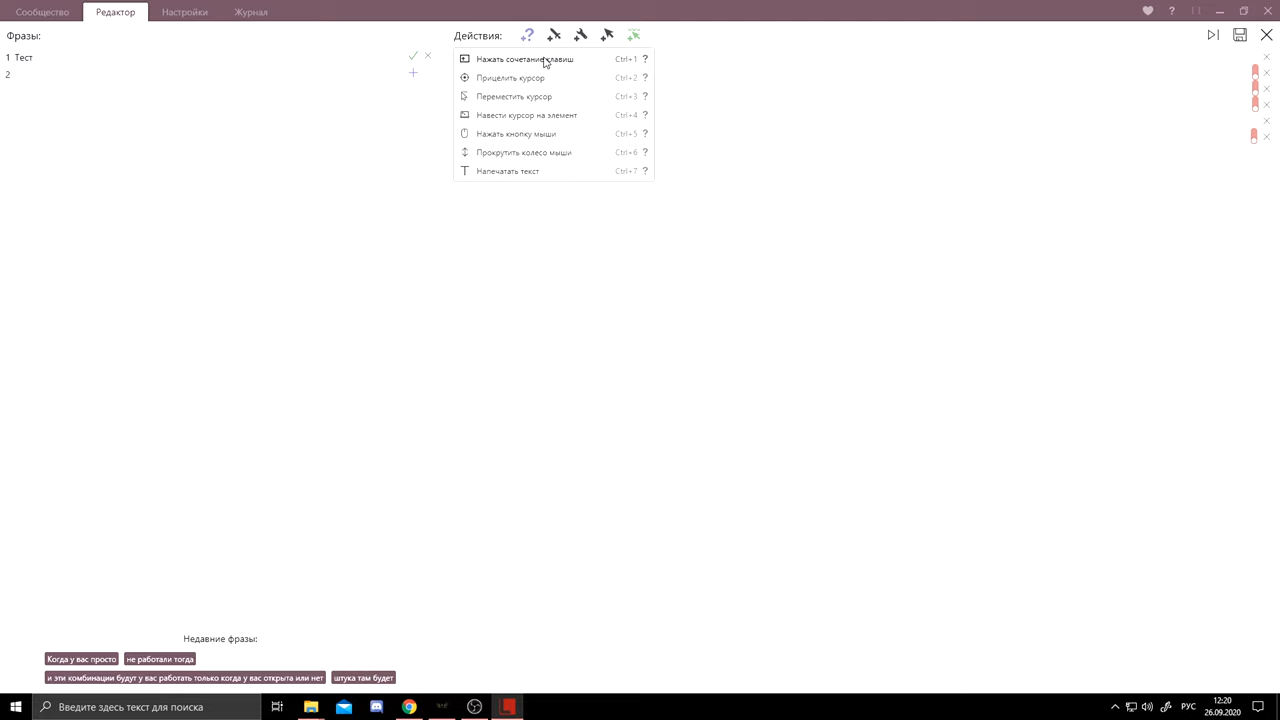 Сообщество Редактор Настройки Журнал ?
Фразы: Действия:
1 Тест
2
Нажать сочетание клавиш Ctrl+1 ?
Прицелить курсор Ctrl+2 ?
Переместить курсор Ctrl+3 ?
Навести курсор на элемент Ctrl+4 ?
Нажать кнопку мыши Ctrl+5 ?
Прокрутить колесо мыши Ctrl+6 ?
Напечатать текст Ctrl+7 ?
Недавние фразы:
Когда у вас просто не работали тогда
и эти комбинации будут у вас работать только когда у вас открыта или нет штука там будет
Введите здесь текст для поиска РУС 12:20
26.09.2020